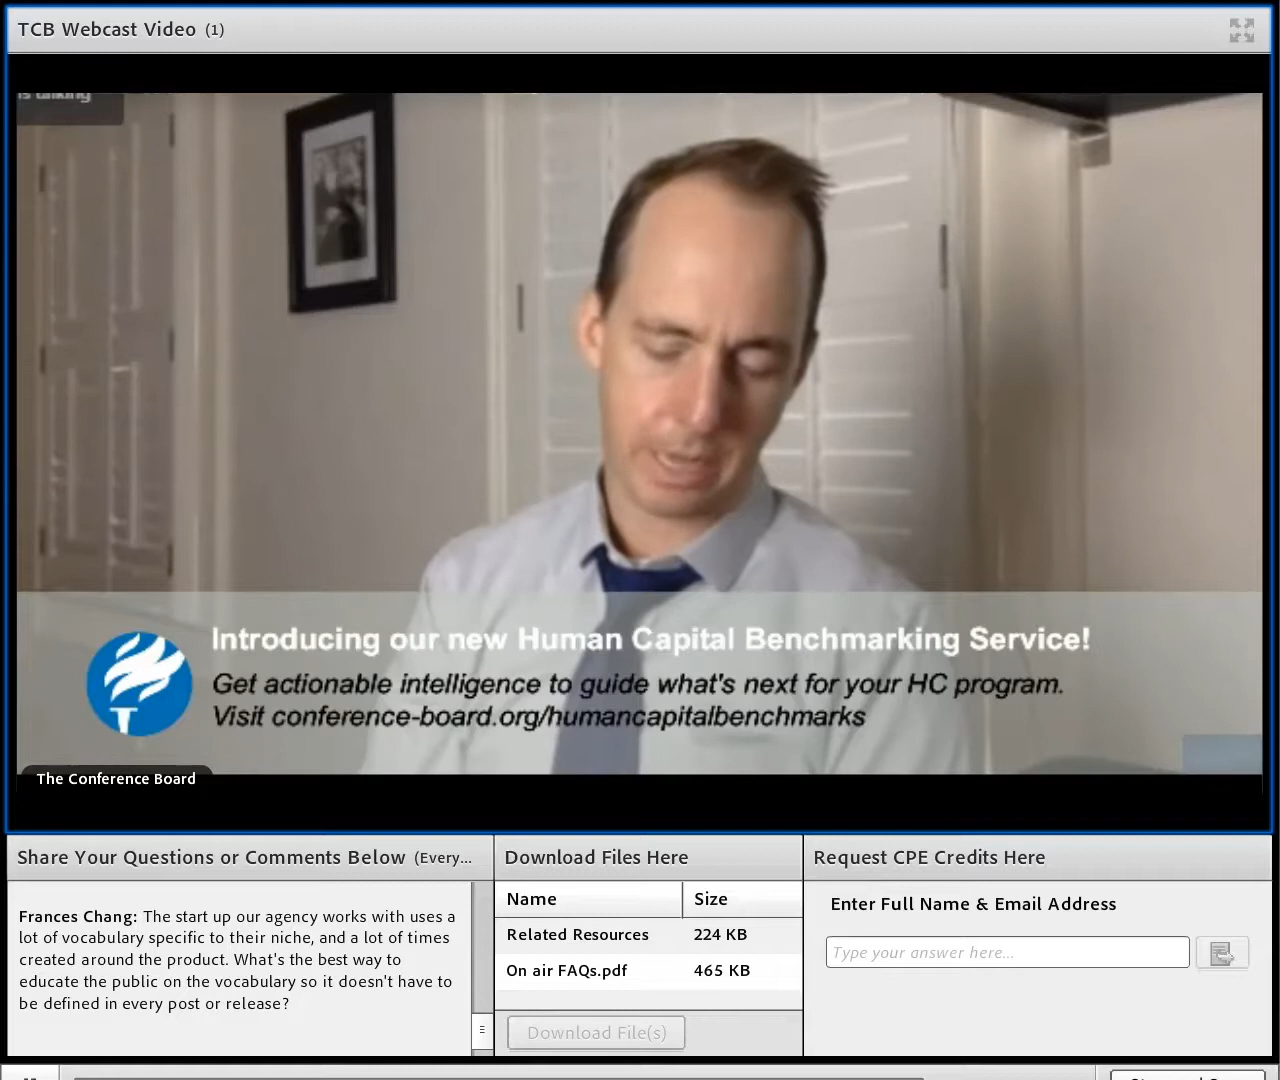 TCB Webcast Video (1)
is talking
Introducing our new Human Capital Benchmarking Service!
Get actionable intelligence to guide what's next for your HC program.
Visit conference-board.org/humancapitalbenchmarks
The Conference Board
Share Your Questions or Comments Below (Every...
Frances Chang: The start up our agency works with uses a
lot of vocabulary specific to their niche, and a lot of times
created around the product. What's the best way to
educate the public on the vocabulary so it doesn't have to
be defined in every post or release?
Download Files Here
Name Size
Related Resources 224 KB
On air FAQs.pdf 465 KB
Download File(s)
Request CPE Credits Here
Enter Full Name & Email Address
Type your answer here...